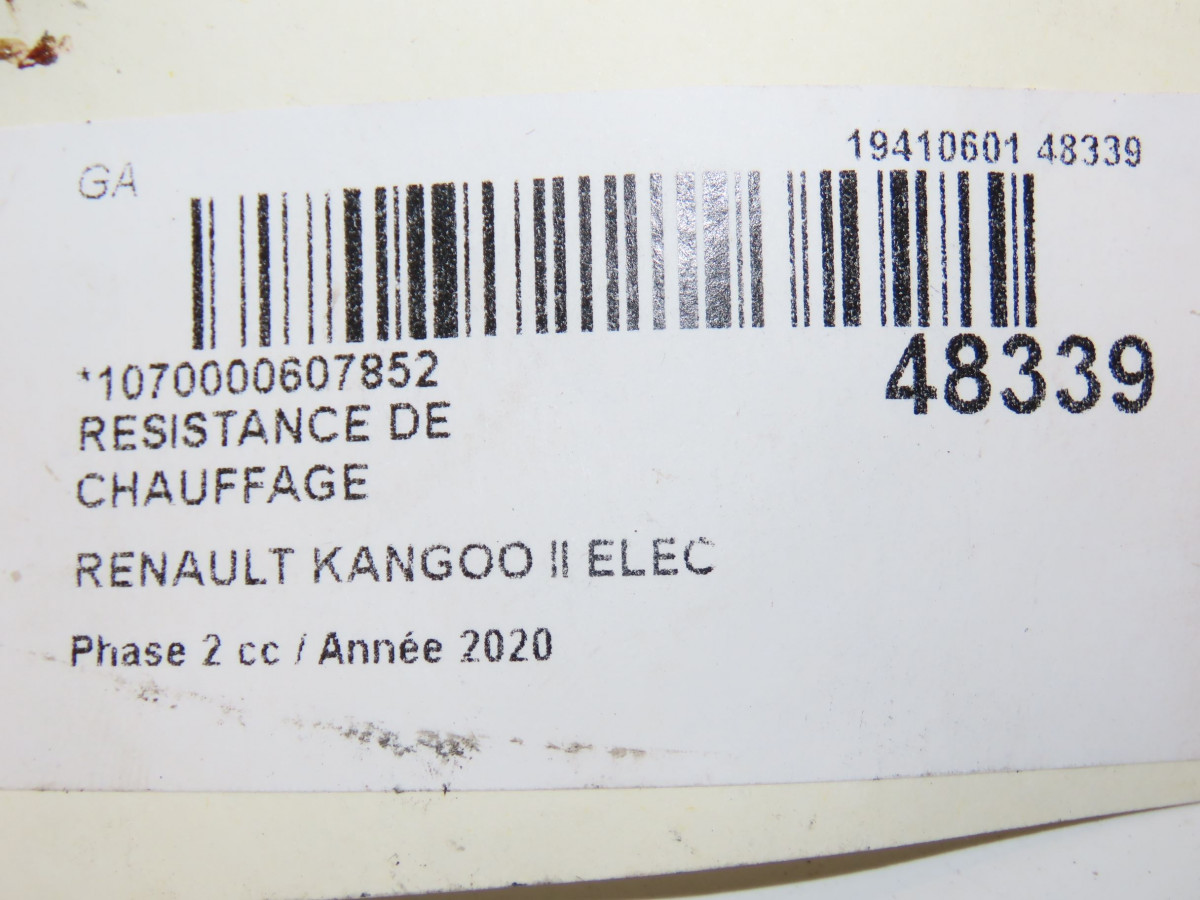 GA
19410601 48339
48339
*1070000607852
RESISTANCE DE
CHAUFFAGE
RENAULT KANGOO II ELEC
Phase 2 cc / Année 2020